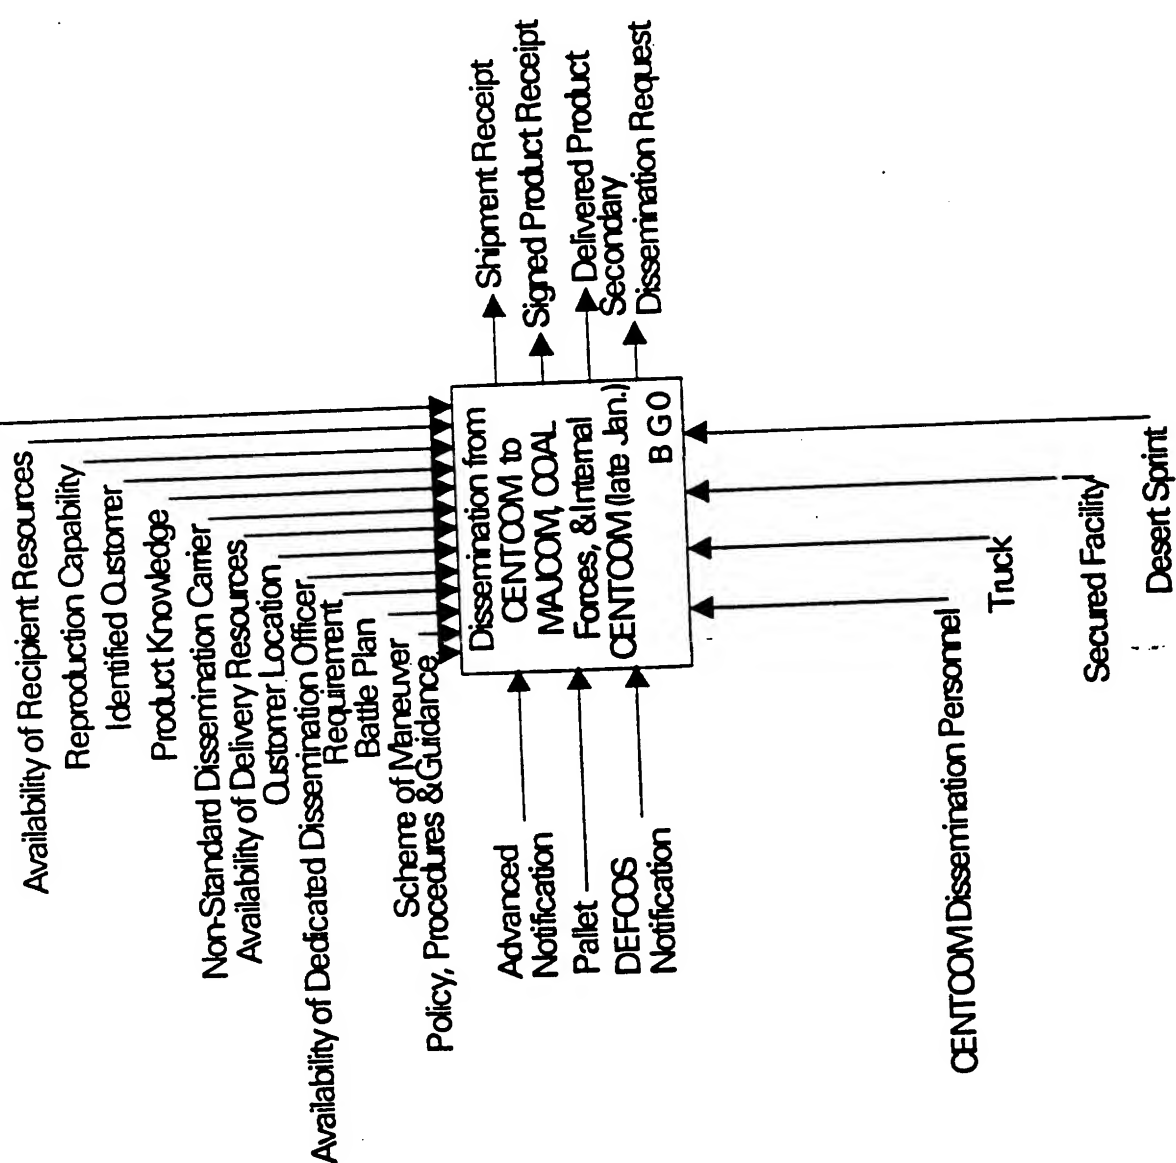 Availability of Recipient Resources
Reproduction Capability
Identified Customer
Product Knowledge
Non-Standard Dissemination Carrier
Availability of Delivery Resources
Customer Location
Availability of Dedicated Dissemination Officer
Requirement
Battle Plan
Scheme of Maneuver
Policy, Procedures & Guidance
Advanced
Notification
Pallet
DEFCOS
Notification
Dissemination from
CENTCOM to
MAJCOM, COAL
Forces, & Internal
CENTCOM (late Jan.)
B G O
Shipment Receipt
Signed Product Receipt
Delivered Product
Secondary
Dissemination Request
CENTCOM Dissemination Personnel
Truck
Secured Facility
Desert Sprint